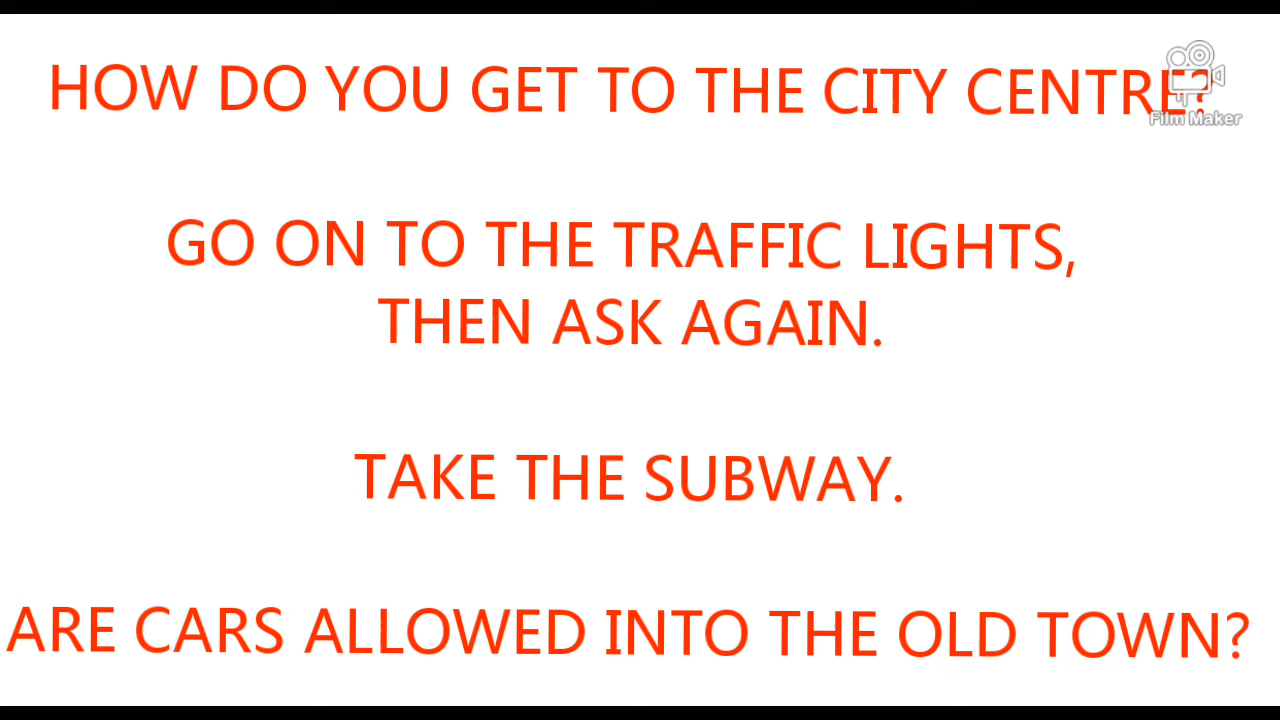 HOW DO YOU GET TO THE CITY CENTRE?
Film Maker
GO ON TO THE TRAFFIC LIGHTS,
THEN ASK AGAIN.
TAKE THE SUBWAY.
ARE CARS ALLOWED INTO THE OLD TOWN?